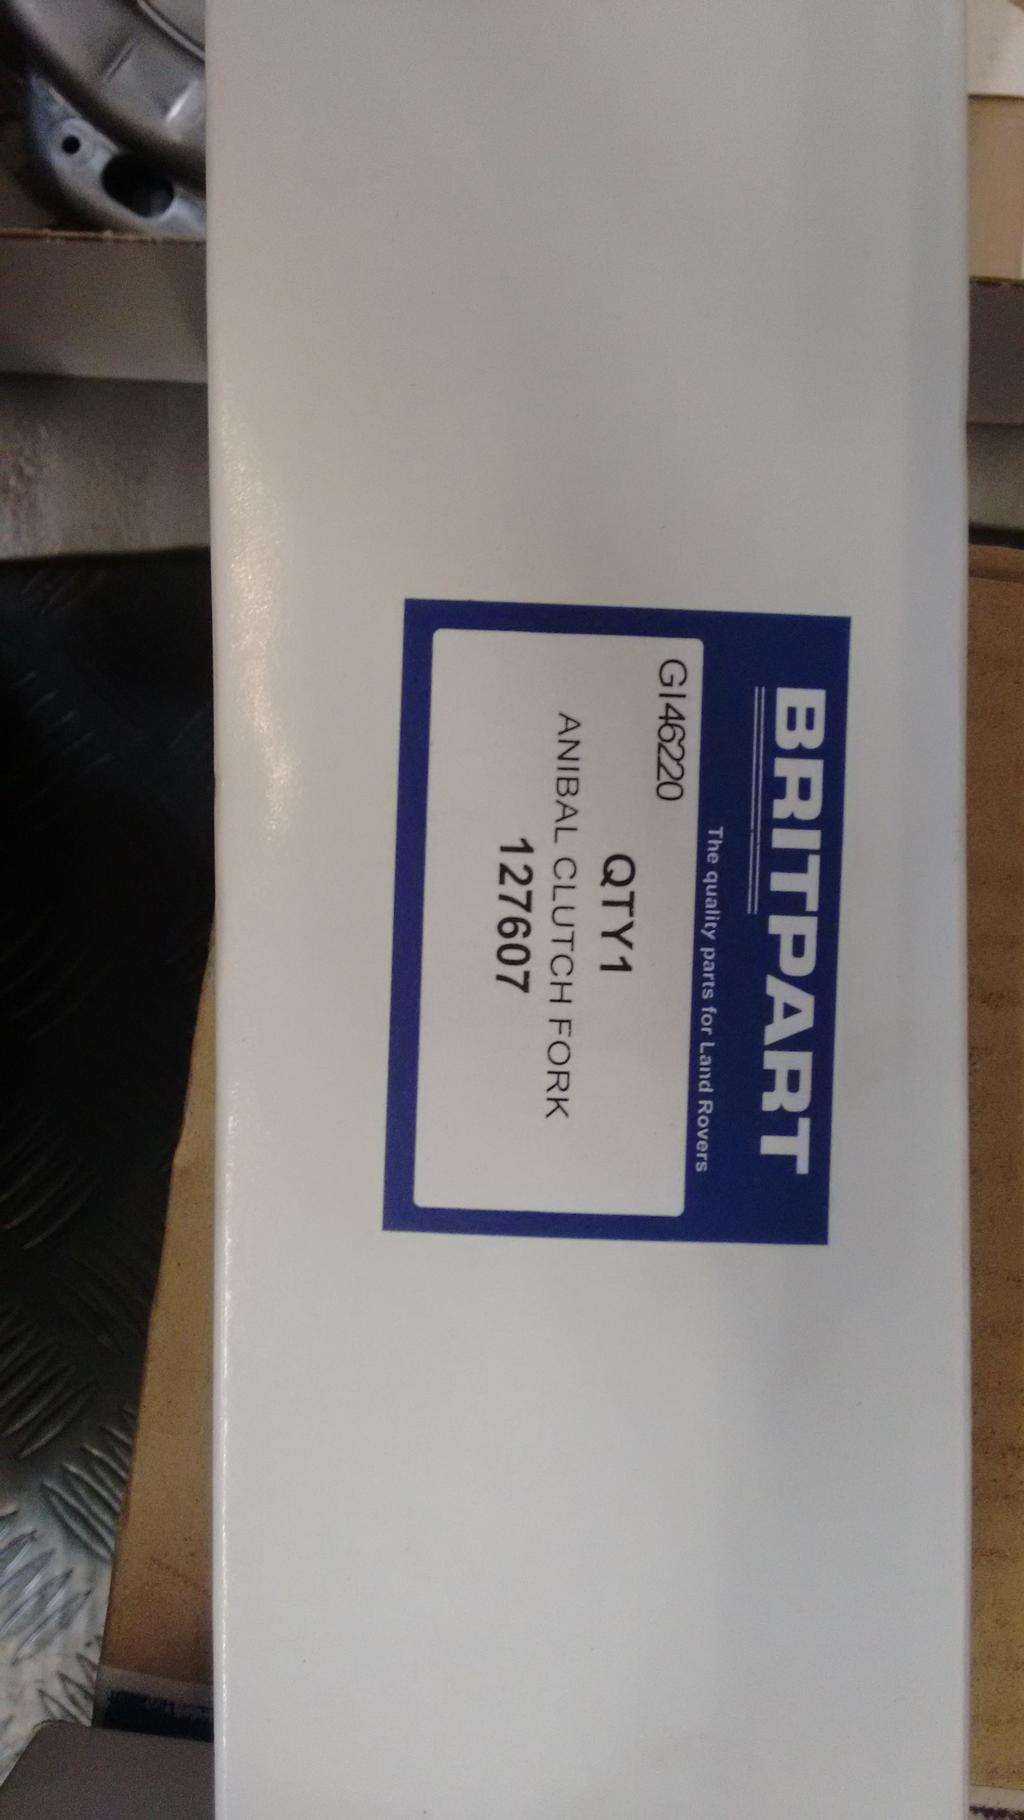 BRITPART
The quality parts for Land Rovers
GI46220
QTY1
ANIBAL CLUTCH FORK
127607